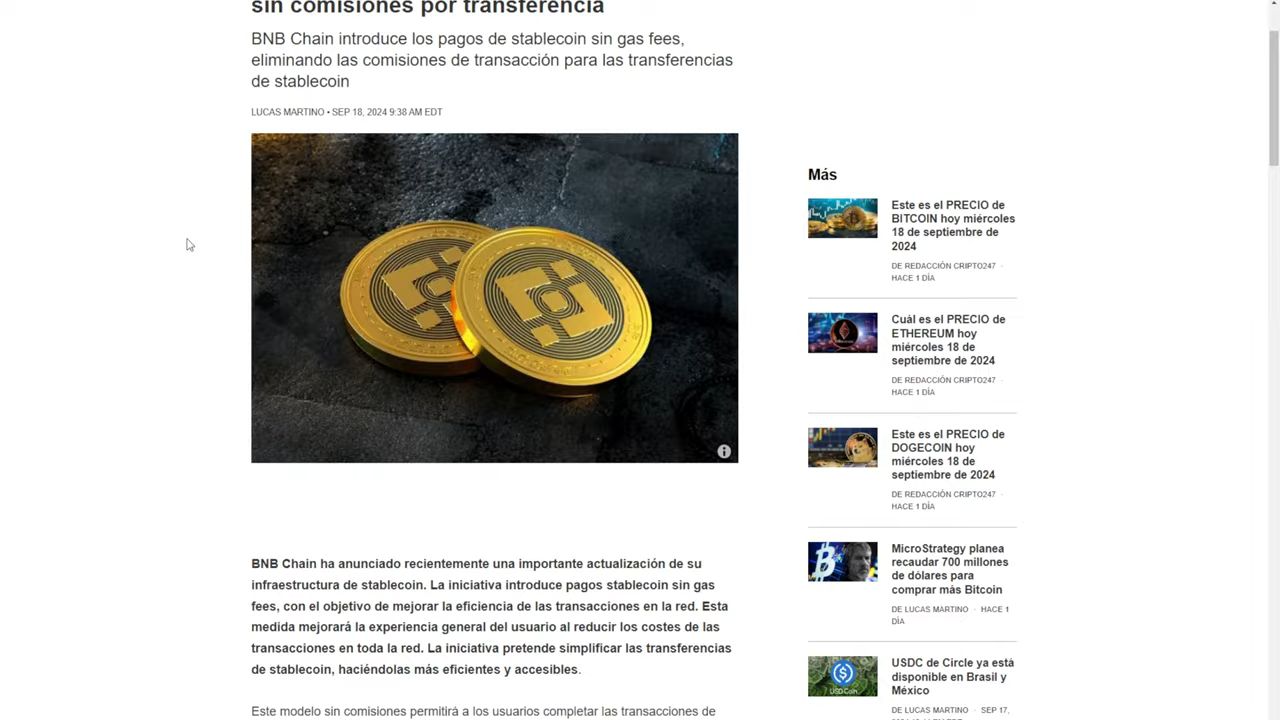 sin comisiones por transferencia
BNB Chain introduce los pagos de stablecoin sin gas fees,
eliminando las comisiones de transacción para las transferencias
de stablecoin
LUCAS MARTINO • SEP 18, 2024 9:38 AM EDT
Más
Este es el PRECIO de
BITCOIN hoy miércoles
18 de septiembre de
2024
DE REDACCIÓN CRIPTO247 ·
HACE 1 DÍA
Cuál es el PRECIO de
ETHEREUM hoy
miércoles 18 de
septiembre de 2024
DE REDACCIÓN CRIPTO247 ·
HACE 1 DÍA
Este es el PRECIO de
DOGECOIN hoy
miércoles 18 de
septiembre de 2024
DE REDACCIÓN CRIPTO247 ·
HACE 1 DÍA
MicroStrategy planea
recaudar 700 millones
de dólares para
comprar más Bitcoin
DE LUCAS MARTINO · HACE 1
DÍA
USDC de Circle ya está
disponible en Brasil y
México
DE LUCAS MARTINO · SEP 17,
USDCoin
BNB Chain ha anunciado recientemente una importante actualización de su
infraestructura de stablecoin. La iniciativa introduce pagos stablecoin sin gas
fees, con el objetivo de mejorar la eficiencia de las transacciones en la red. Esta
medida mejorará la experiencia general del usuario al reducir los costes de las
transacciones en toda la red. La iniciativa pretende simplificar las transferencias
de stablecoin, haciéndolas más eficientes y accesibles.
Este modelo sin comisiones permitirá a los usuarios completar las transacciones de